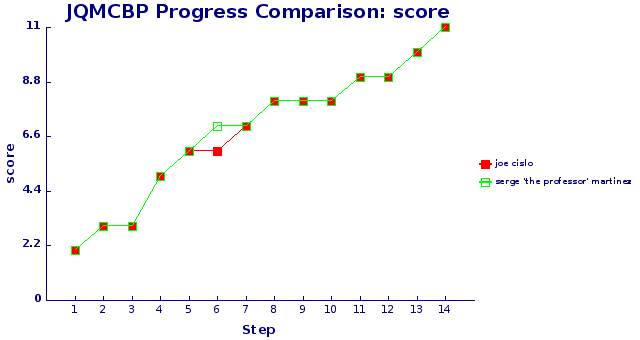 JQMCBP Progress Comparison: score
11
8.8
6.6
4.4
2.2
0
score
1 2 3 4 5 6 7 8 9 10 11 12 13 14
Step
joe cislo
serge 'the professor' martinez